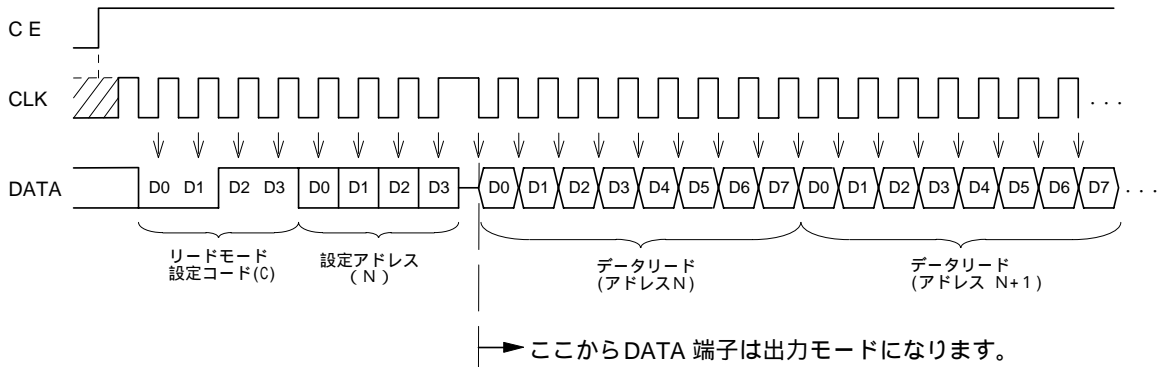 C E
CLK
. . .
DATA
D0 D1 D2 D3 D0 D1 D2 D3 D0 D1 D2 D3 D4 D5 D6 D7 D0 D1 D2 D3 D4 D5 D6 D7
. . .
リードモード
設定コード(C)
設定アドレス
( N )
データリード
(アドレスN)
データリード
(アドレス N+1)
ここからDATA 端子は出力モードになります。